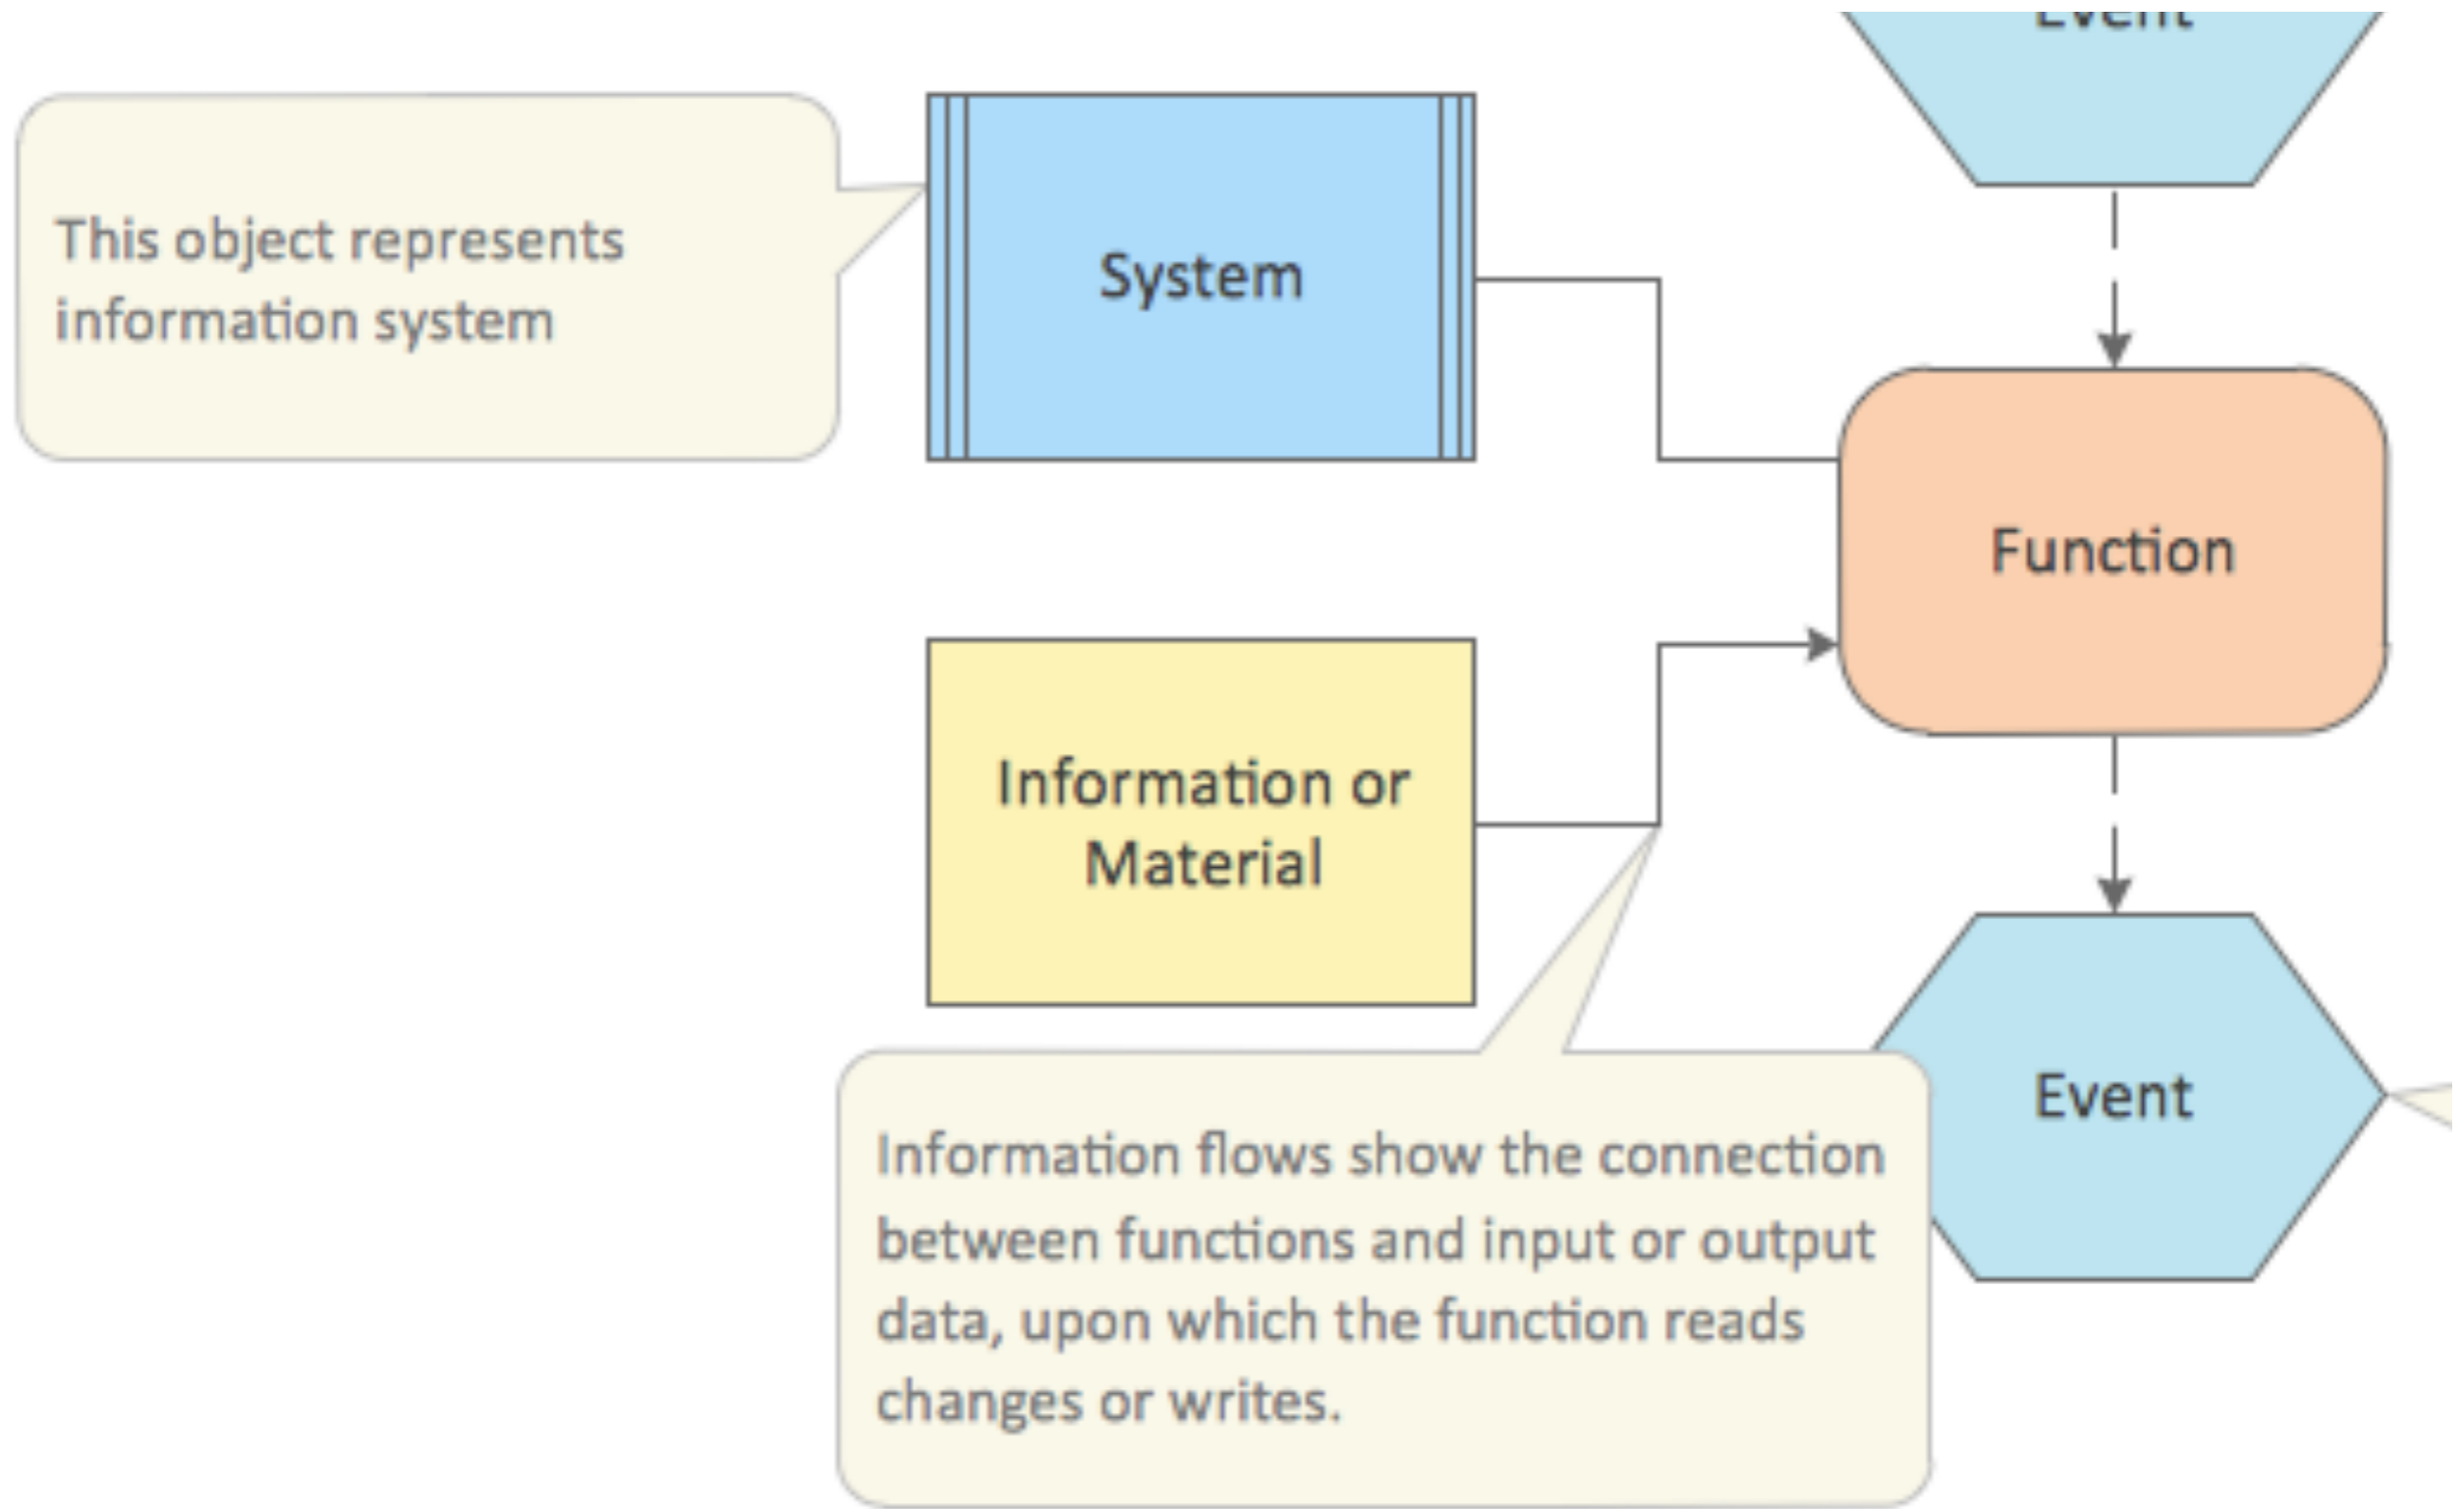 Event
This object represents
information system
System
Function
Information or
Material
Event
Information flows show the connection
between functions and input or output
data, upon which the function reads
changes or writes.